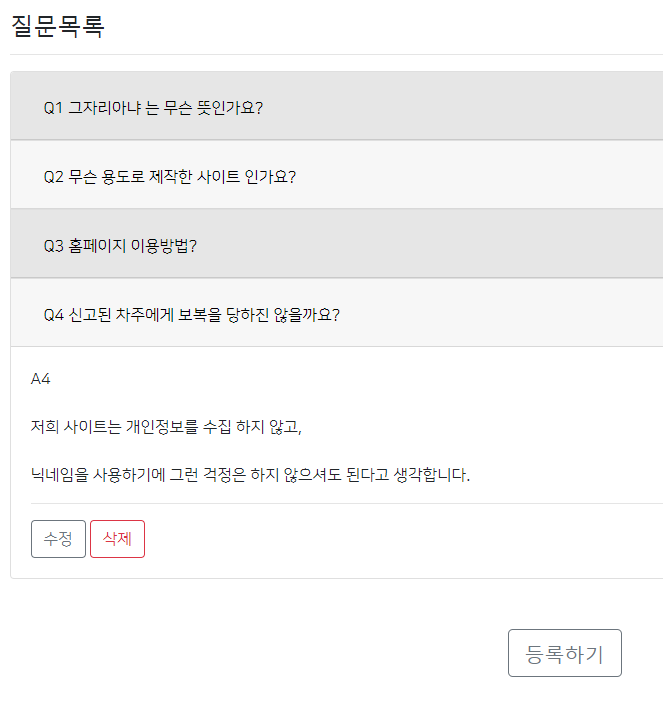 질문목록
Q1 그자리아냐 는 무슨 뜻인가요?
Q2 무슨 용도로 제작한 사이트 인가요?
Q3 홈페이지 이용방법?
Q4 신고된 차주에게 보복을 당하진 않을까요?
A4
저희 사이트는 개인정보를 수집 하지 않고,
닉네임을 사용하기에 그런 걱정은 하지 않으셔도 된다고 생각합니다.
수정 삭제
등록하기